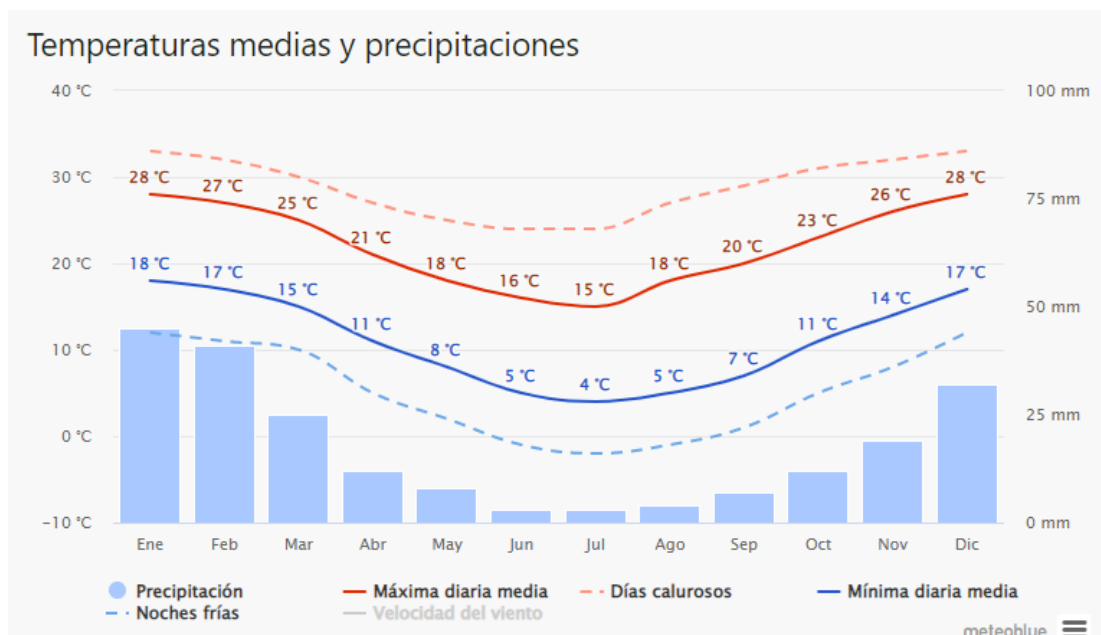 Temperaturas medias y precipitaciones
40 °C
100 mm
28 °C
27 °C
25 °C
21 °C
18 °C
16 °C
15 °C
18 °C
20 °C
23 °C
26 °C
28 °C
30 °C
75 mm
18 °C
17 °C
15 °C
11 °C
8 °C
5 °C
4 °C
5 °C
7 °C
11 °C
14 °C
17 °C
20 °C
50 mm
10 °C
0 °C
25 mm
−10 °C
0 mm
Ene Feb Mar Abr May Jun Jul Ago Sep Oct Nov Dic
Precipitación Máxima diaria media Días calurosos Mínima diaria media
Noches frías Velocidad del viento
meteoblue